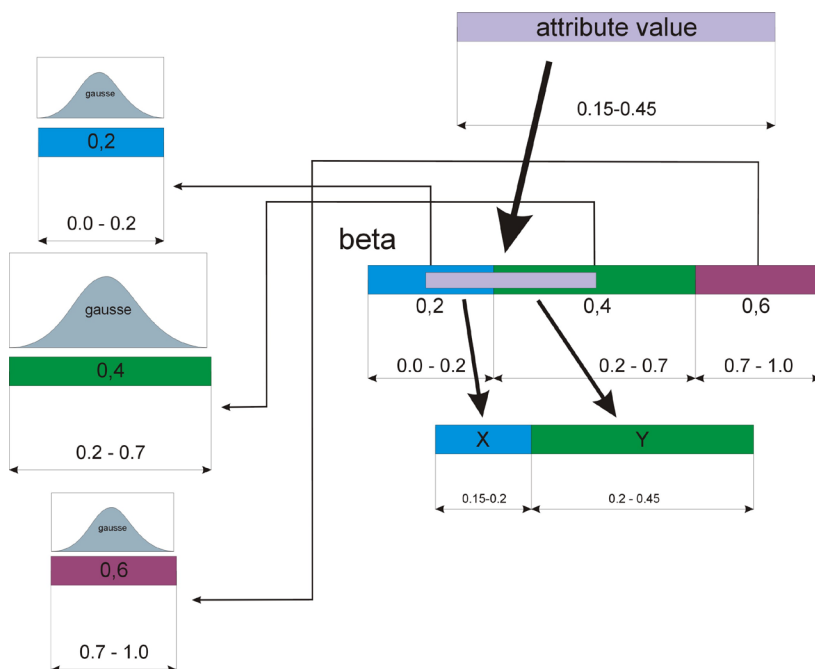 attribute value
0.15-0.45
gausse
0,2
0.0 - 0.2
beta
0,2
0,4
0,6
0.0 - 0.2
0.2 - 0.7
0.7 - 1.0
gausse
0,4
0.2 - 0.7
X
Y
0.15-0.2
0.2 - 0.45
gausse
0,6
0.7 - 1.0